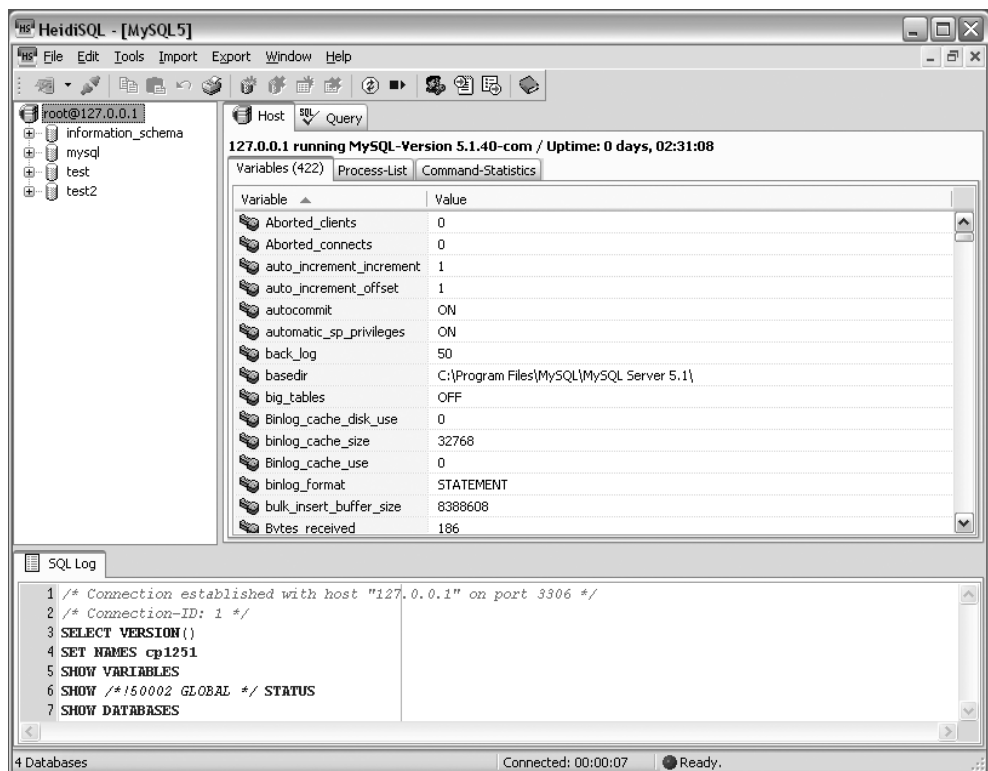 HeidiSQL - [MySQL5]
File Edit Tools Import Export Window Help
root@127.0.0.1
information_schema
mysql
test
test2
Host Query
127.0.0.1 running MySQL-Version 5.1.40-com / Uptime: 0 days, 02:31:08
Variables (422) Process-List Command-Statistics
Variable Value
Aborted_clients 0
Aborted_connects 0
auto_increment_increment 1
auto_increment_offset 1
autocommit ON
automatic_sp_privileges ON
back_log 50
basedir C:\Program Files\MySQL\MySQL Server 5.1\
big_tables OFF
Binlog_cache_disk_use 0
binlog_cache_size 32768
Binlog_cache_use 0
binlog_format STATEMENT
bulk_insert_buffer_size 8388608
Bytes_received 186
SQL Log
1 /* Connection established with host "127.0.0.1" on port 3306 */
2 /* Connection-ID: 1 */
3 SELECT VERSION()
4 SET NAMES cp1251
5 SHOW VARIABLES
6 SHOW /*!50002 GLOBAL */ STATUS
7 SHOW DATABASES
4 Databases Connected: 00:00:07 Ready.